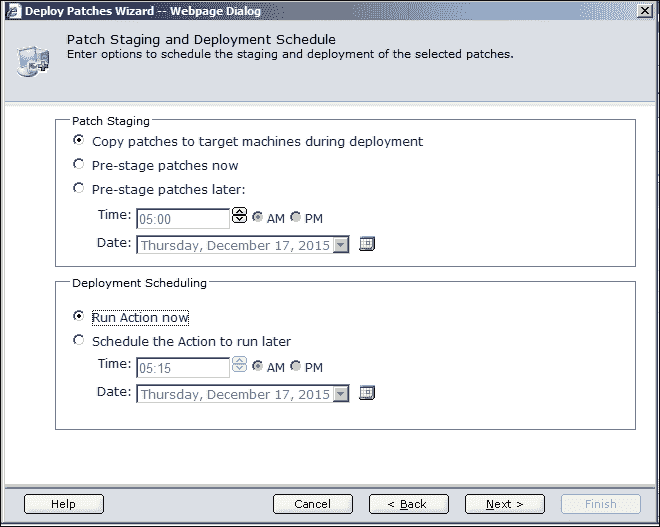 Deploy Patches Wizard -- Webpage Dialog
Patch Staging and Deployment Schedule
Enter options to schedule the staging and deployment of the selected patches.
Patch Staging
Copy patches to target machines during deployment
Pre-stage patches now
Pre-stage patches later:
Time: 05:00 AM PM
Date: Thursday, December 17, 2015
Deployment Scheduling
Run Action now
Schedule the Action to run later
Time: 05:15 AM PM
Date: Thursday, December 17, 2015
Help Cancel < Back Next > Finish